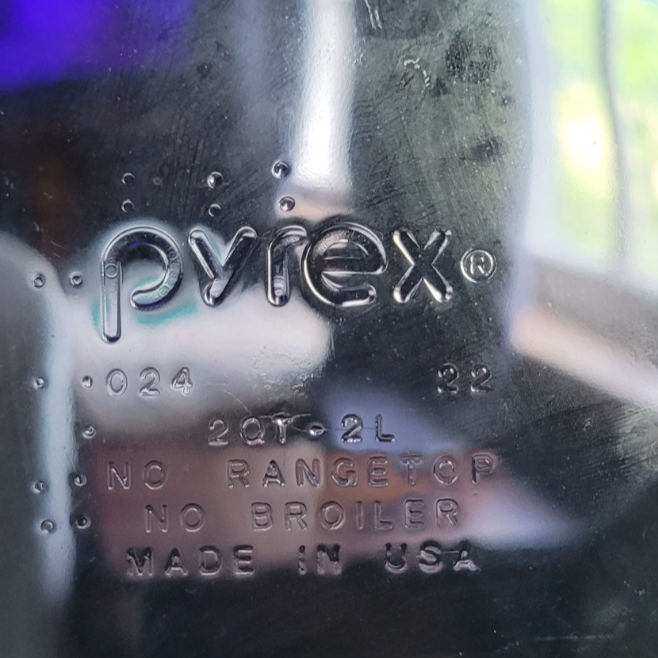 pyrex®
024 22
2QT-2L
NO RANGETOP
NO BROILER
MADE IN USA